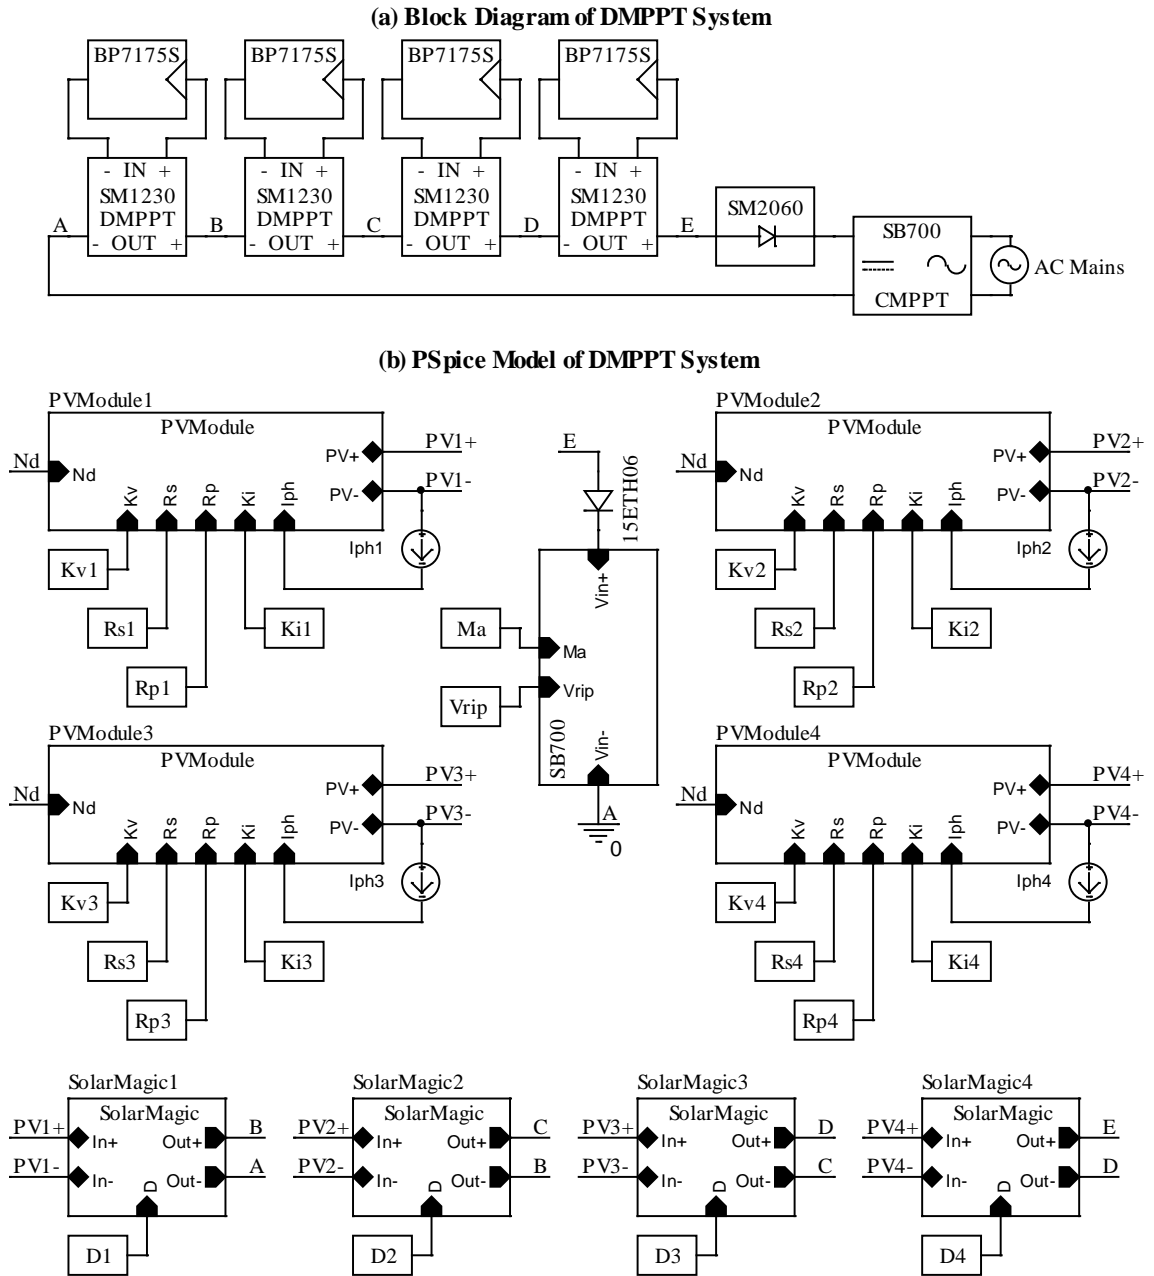 (a) Block Diagram of DMPPT System
BP7175S BP7175S BP7175S BP7175S
- IN + - IN + - IN + - IN +
SM1230 SM1230 SM1230 SM1230 SM2060
DMPPT DMPPT DMPPT DMPPT
A B C D E SB700
- OUT + - OUT + - OUT + - OUT +
AC Mains
CMPPT
(b) PSpice Model of DMPPT System
PVModule1
PVModule
Nd
Nd
Kv Rs Rp Ki Iph
PV+
PV-
PV1+
PV1-
Iph1
Kv1
Rs1
Ki1
Rp1
E
15ETH06
Vin+
Ma
Ma
Vrip
Vrip
SB700
Vin-
A
0
PVModule2
PVModule
Nd
Nd
Kv Rs Rp Ki Iph
PV+
PV-
PV2+
PV2-
Iph2
Kv2
Rs2
Ki2
Rp2
PVModule3
PVModule
Nd
Nd
Kv Rs Rp Ki Iph
PV+
PV-
PV3+
PV3-
Iph3
Kv3
Rs3
Ki3
Rp3
PVModule4
PVModule
Nd
Nd
Kv Rs Rp Ki Iph
PV+
PV-
PV4+
PV4-
Iph4
Kv4
Rs4
Ki4
Rp4
SolarMagic1
SolarMagic
PV1+ In+ Out+ B
PV1- In- Out- A
D
D1
SolarMagic2
SolarMagic
PV2+ In+ Out+ C
PV2- In- Out- B
D
D2
SolarMagic3
SolarMagic
PV3+ In+ Out+ D
PV3- In- Out- C
D
D3
SolarMagic4
SolarMagic
PV4+ In+ Out+ E
PV4- In- Out- D
D
D4